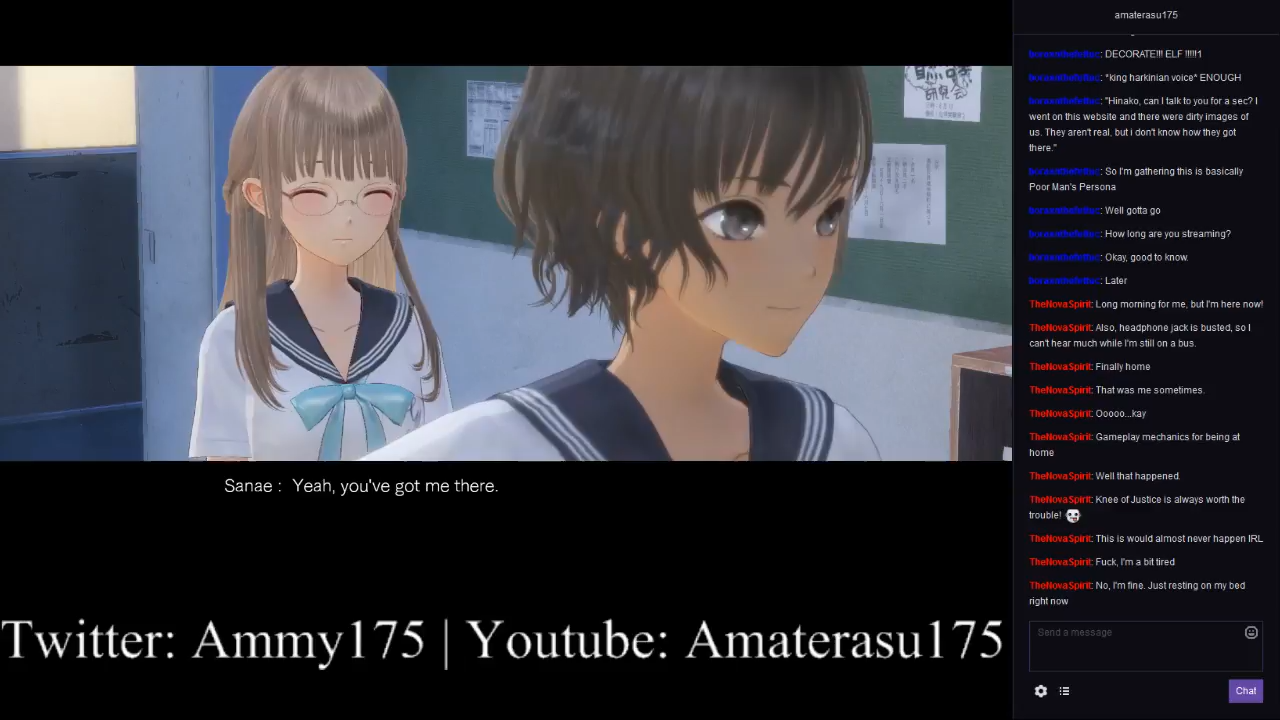 amaterasu175
DECORATE!!! ELF !!!!!1
*king harkinian voice* ENOUGH
"Hinako, can I talk to you for a sec? I
went on this website and there were dirty images of
us. They aren't real, but i don't know how they got
there."
So I'm gathering this is basically
Poor Man's Persona
Well gotta go
How long are you streaming?
Okay, good to know.
Later
TheNovaSpirit: Long morning for me, but I'm here now!
TheNovaSpirit: Also, headphone jack is busted, so I
can't hear much while I'm still on a bus.
TheNovaSpirit: Finally home
TheNovaSpirit: That was me sometimes.
TheNovaSpirit: Ooooo...kay
TheNovaSpirit: Gameplay mechanics for being at
home
TheNovaSpirit: Well that happened.
TheNovaSpirit: Knee of Justice is always worth the
trouble!
TheNovaSpirit: This is would almost never happen IRL
TheNovaSpirit: Fuck, I'm a bit tired
TheNovaSpirit: No, I'm fine. Just resting on my bed
right now
Send a message
Chat
研究会
Sanae : Yeah, you've got me there.
Twitter: Ammy175 | Youtube: Amaterasu175